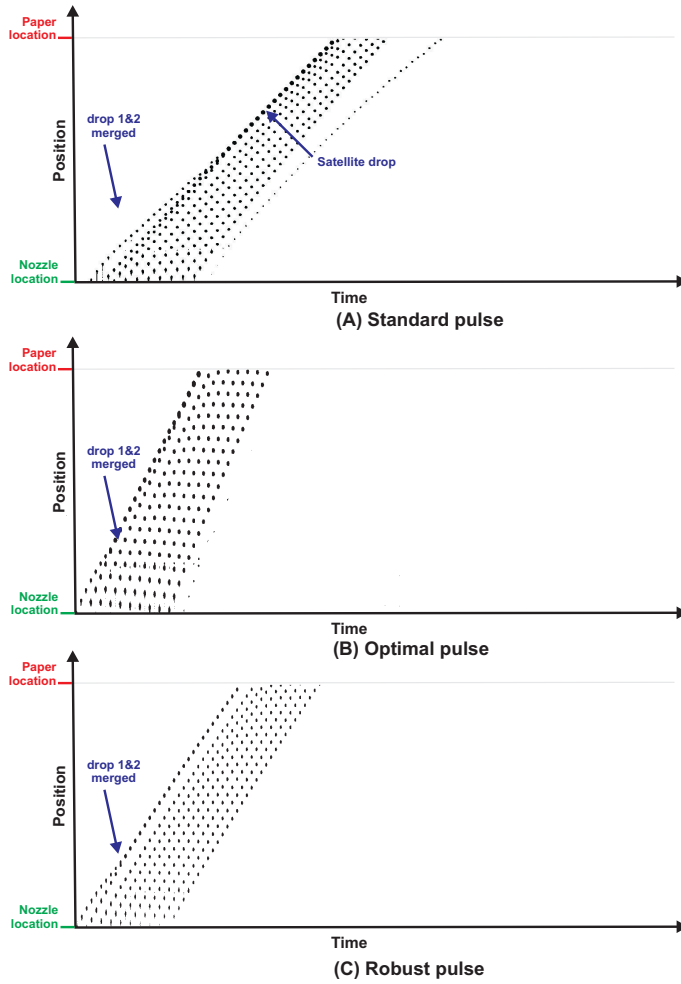 Paper
location
drop 1&2
merged
Satellite drop
Position
Nozzle
location
Time
(A) Standard pulse
Paper
location
drop 1&2
merged
Position
Nozzle
location
Time
(B) Optimal pulse
Paper
location
drop 1&2
merged
Position
Nozzle
location
Time
(C) Robust pulse